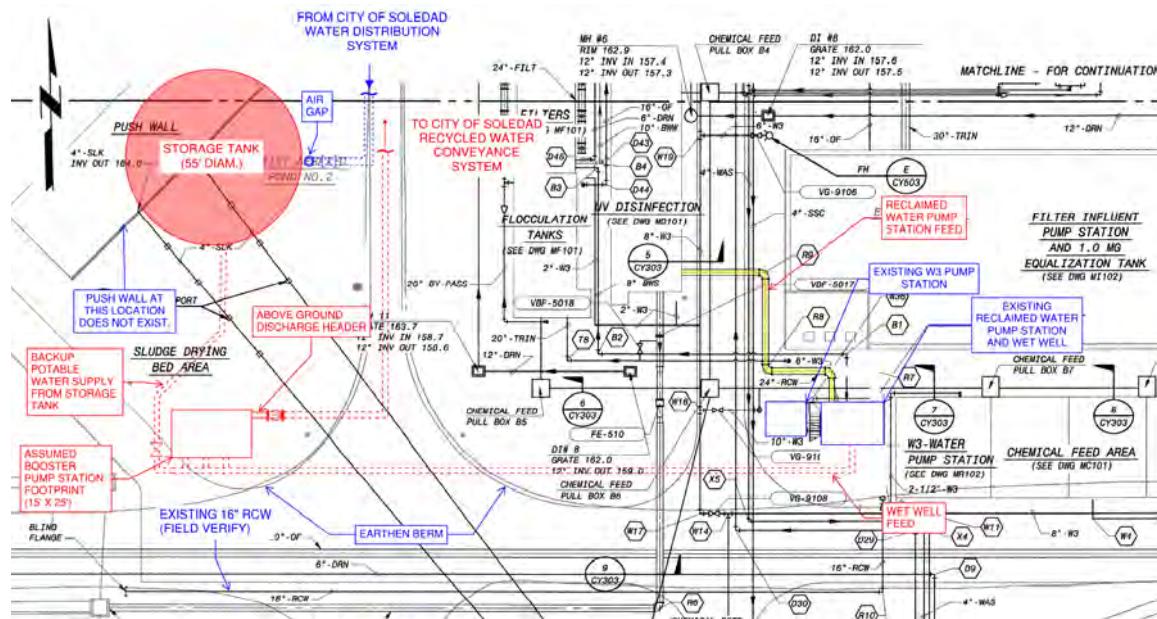 FROM CITY OF SOLEDAD
WATER DISTRIBUTION
SYSTEM
MH #6
RIM 162.9
12" INV IN 157.4
12" INV OUT 157.3
CHEMICAL FEED
PULL BOX B4
DI #8
GRATE 162.0
12" INV IN 157.6
12" INV OUT 157.5
MATCHLINE - FOR CONTINUATION
24"-FILT
AIR
GAP
PUSH WALL
STORAGE TANK
(55' DIAM.)
4"-SLK
INV OUT 164.0
POND NO.2
TO CITY OF SOLEDAD
RECYCLED WATER
CONVEYANCE
SYSTEM
16"-OF
6"-DRN
10"-BWW
D46
D43
B4
D44
B3
W19
6"-W3
4"-WAS
16"-OF
30"-TRIN
12"-DRN
FH
E
CY503
VG-9106
4"-SSC
RECLAIMED
WATER PUMP
STATION FEED
FLOCCULATION
TANKS
(SEE DWG MF101)
UV DISINFECTION
(SEE DWG MD101)
8"-W3
5
CY303
2"-W3
FILTER INFLUENT
PUMP STATION
AND 1.0 MG
EQUALIZATION TANK
(SEE DWG MI102)
4"-SLK
R9
20" BY-PASS
VBF-5018
8" BWS
VBF-5017
EXISTING W3 PUMP
STATION
W36
PUSH WALL AT
THIS LOCATION
DOES NOT EXIST.
ABOVE GROUND
DISCHARGE HEADER
163.7
12" INV IN 158.7
12" INV OUT 158.6
20"-TRIN
12"-DRN
T8
B2
2"-W3
R8
B1
EXISTING
RECLAIMED WATER
PUMP STATION
AND WET WELL
BACKUP
POTABLE
WATER SUPPLY
FROM STORAGE
TANK
SLUDGE DRYING
BED AREA
6"-W3
24"-RCW
R7
CHEMICAL FEED
PULL BOX B7
CHEMICAL FEED
PULL BOX B5
6
CY303
W18
7
CY303
8
CY303
FE-510
10"-W3
ASSUMED
BOOSTER
PUMP STATION
FOOTPRINT
(15' X 25')
DI# 8
GRATE 162.0
12" INV OUT 159.0
CHEMICAL FEED
PULL BOX B6
X5
W3-WATER
PUMP STATION
(SEE DWG MR102)
CHEMICAL FEED AREA
(SEE DWG MC101)
VG-9108
2-1/2"-W3
EXISTING 16" RCW
(FIELD VERIFY)
EARTHEN BERM
WET WELL
FEED
BLIND
FLANGE
W17
W14
D29
X4
W11
8"-W3
W4
6"-DRN
9
CY303
16"-RCW
D9
16"-RCW
R6
D30
R10
4"-WAS